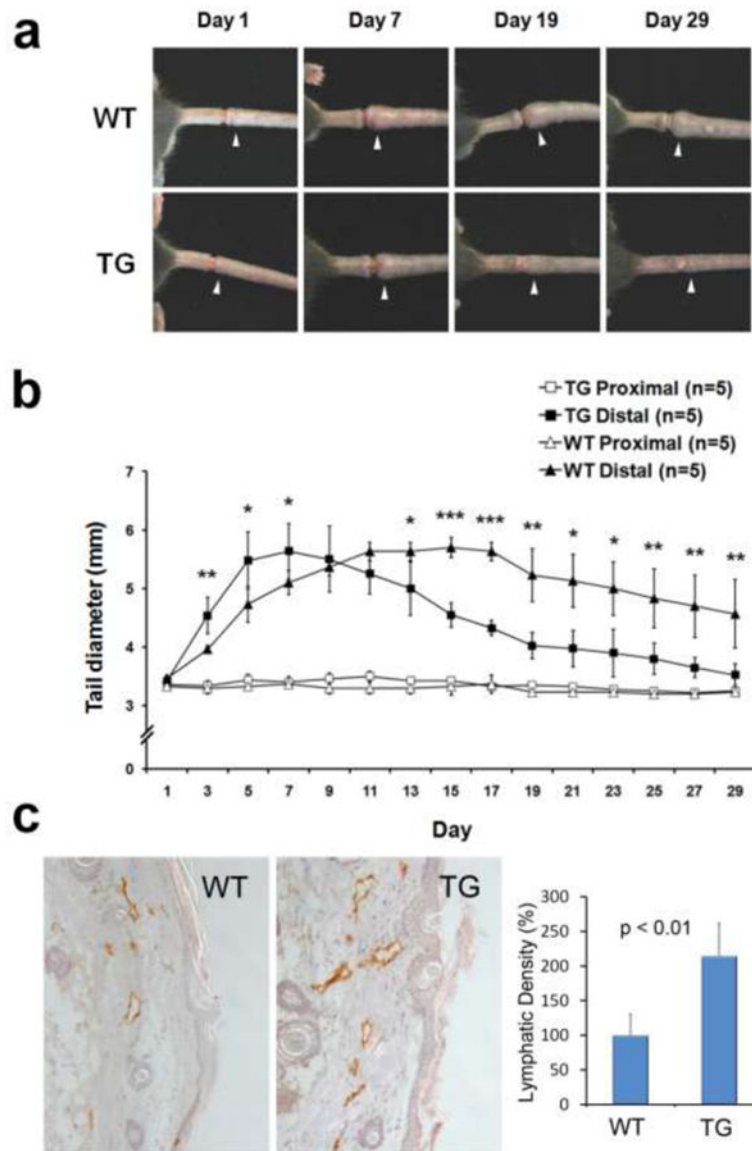 a
Day 1 Day 7 Day 19 Day 29
WT
TG
b
TG Proximal (n=5)
TG Distal (n=5)
WT Proximal (n=5)
WT Distal (n=5)
Tail diameter (mm)
7
6
5
4
3
0
** * * * *** *** ** * * ** ** **
1 3 5 7 9 11 13 15 17 19 21 23 25 27 29
Day
c
WT
TG
Lymphatic Density (%)
300
250
200
150
100
50
0
p < 0.01
WT TG